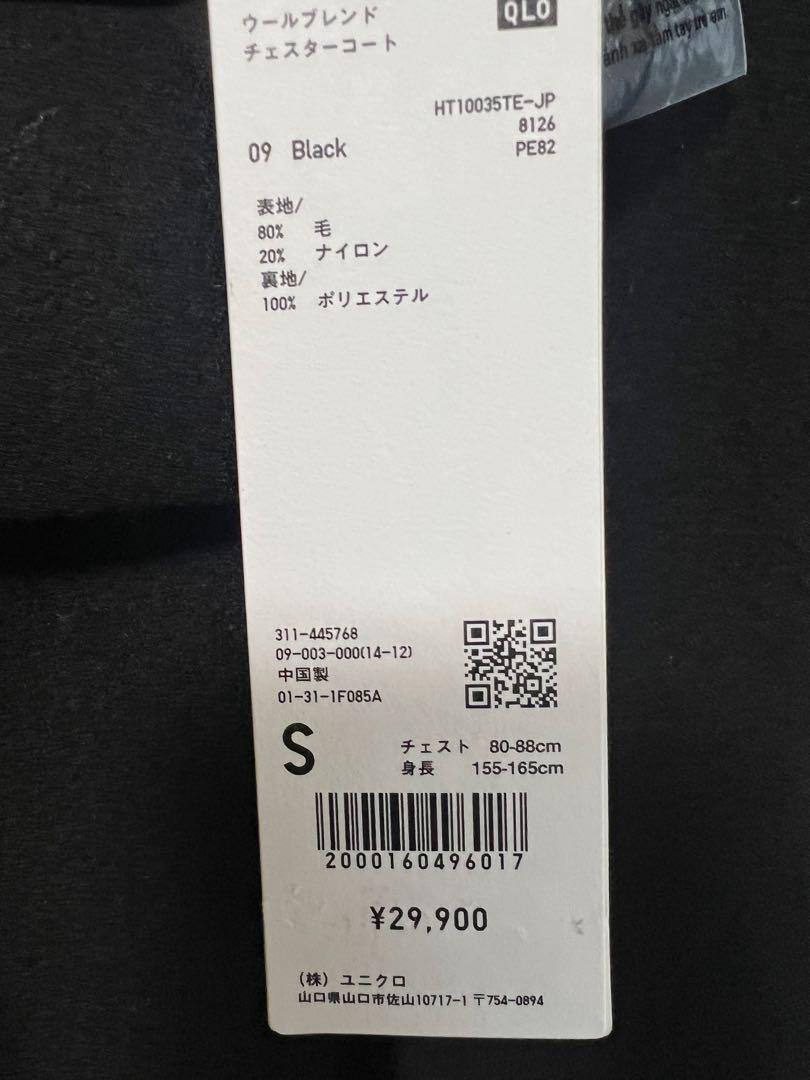 ウールブレンド
チェスターコート
QLO
HT10035TE-JP
8126
09 Black
PE82
表地/
80% 毛
20% ナイロン
裏地/
100% ポリエステル
311-445768
09-003-000(14-12)
中国製
01-31-1F085A
S
チェスト 80-88cm
身長 155-165cm
2000160496017
¥29,900
(株) ユニクロ
山口県山口市佐山10717-1 〒754-0894